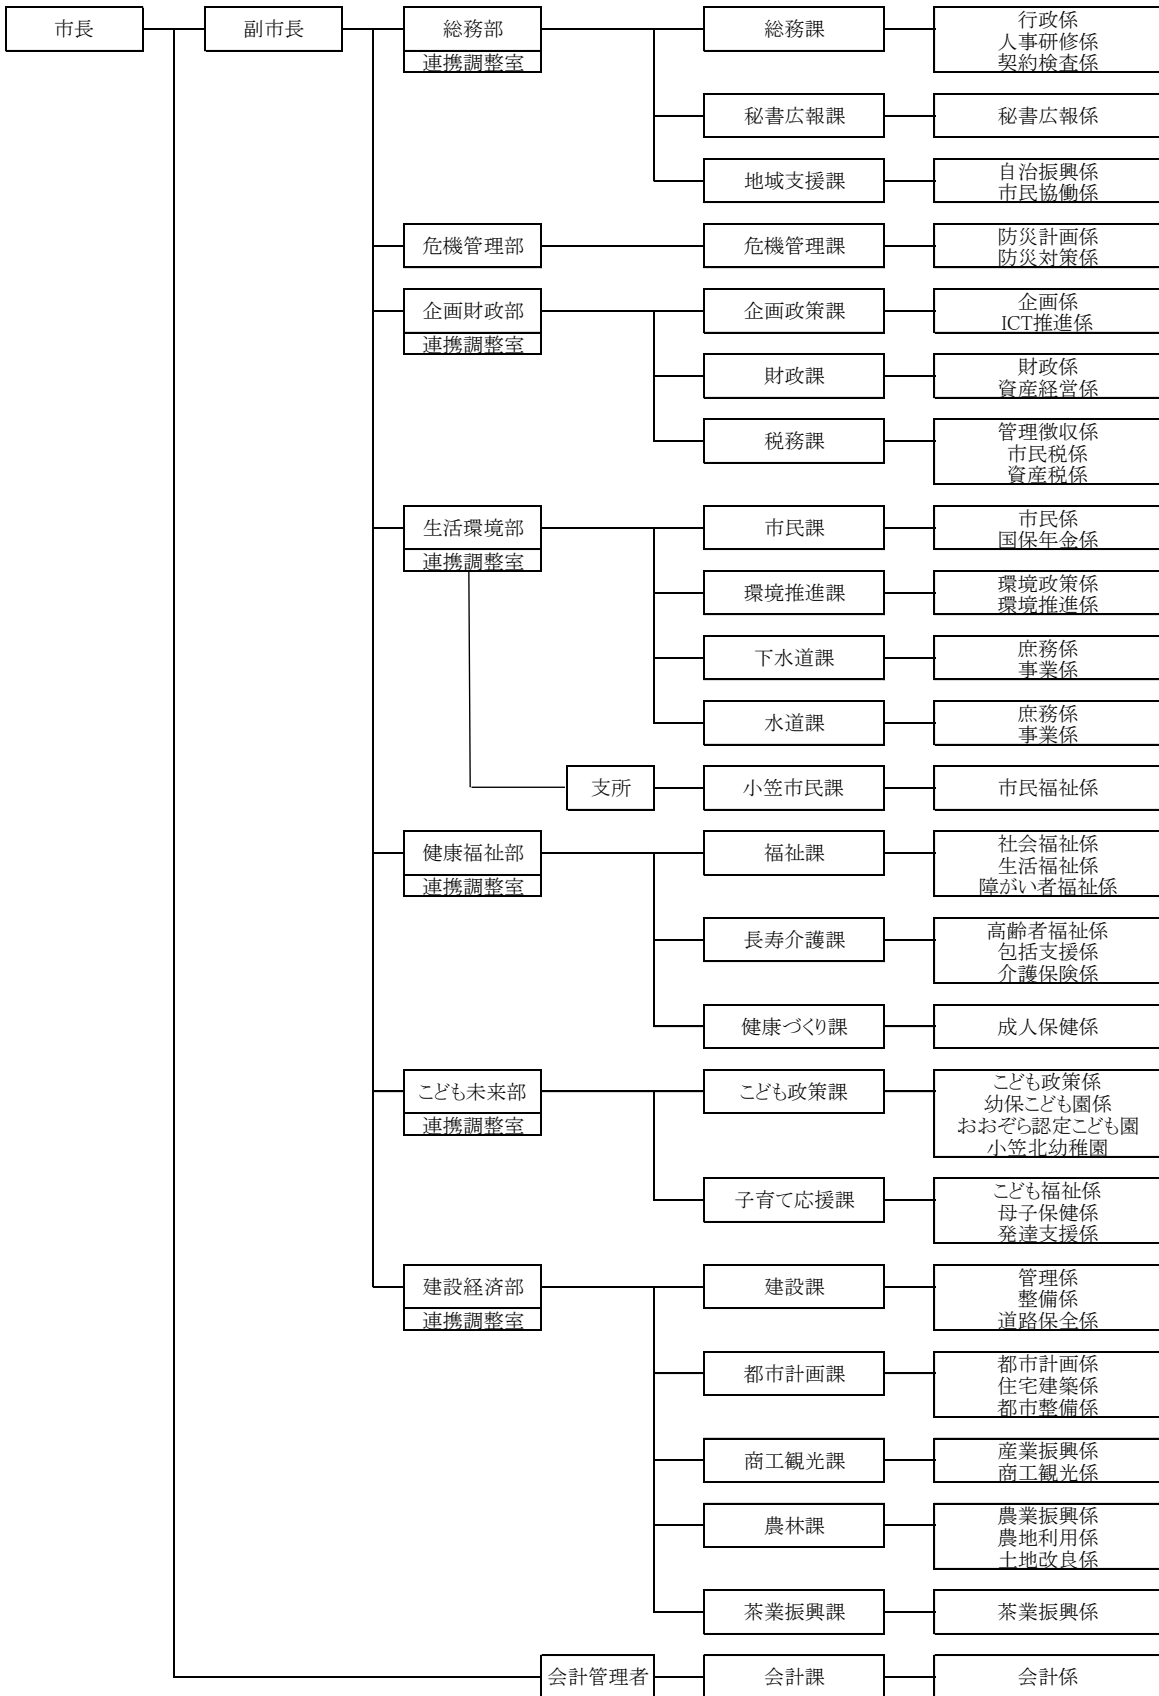 市長
副市長
総務部
連携調整室
総務課
行政係
人事研修係
契約検査係
秘書広報課
秘書広報係
地域支援課
自治振興係
市民協働係
危機管理部
危機管理課
防災計画係
防災対策係
企画財政部
連携調整室
企画政策課
企画係
ICT推進係
財政課
財政係
資産経営係
税務課
管理徴収係
市民税係
資産税係
生活環境部
連携調整室
市民課
市民係
国保年金係
環境推進課
環境政策係
環境推進係
下水道課
庶務係
事業係
水道課
庶務係
事業係
支所
小笠市民課
市民福祉係
健康福祉部
連携調整室
福祉課
社会福祉係
生活福祉係
障がい者福祉係
長寿介護課
高齢者福祉係
包括支援係
介護保険係
健康づくり課
成人保健係
こども未来部
連携調整室
こども政策課
こども政策係
幼保こども園係
おおぞら認定こども園
小笠北幼稚園
子育て応援課
こども福祉係
母子保健係
発達支援係
建設経済部
連携調整室
建設課
管理係
整備係
道路保全係
都市計画課
都市計画係
住宅建築係
都市整備係
商工観光課
産業振興係
商工観光係
農林課
農業振興係
農地利用係
土地改良係
茶業振興課
茶業振興係
会計管理者
会計課
会計係